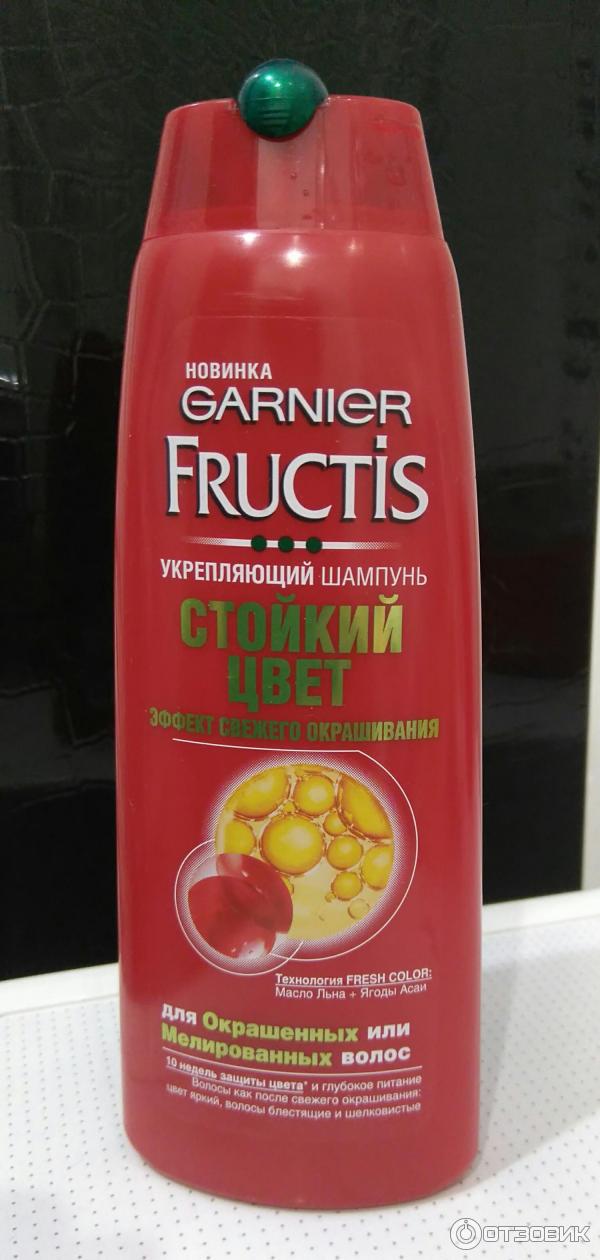 НОВИНКА
GARNIER
FRUCTIS
УКРЕПЛЯЮЩИЙ ШАМПУНЬ
СТОЙКИЙ
ЦВЕТ
ЭФФЕКТ СВЕЖЕГО ОКРАШИВАНИЯ
Технология FRESH COLOR:
Масло Льна + Ягоды Асаи
для Окрашенных или
Мелированных волос
10 недель защиты цвета* и глубокое питание
Волосы как после свежего окрашивания:
цвет яркий, волосы блестящие и шелковистые
ОТЗОВИК